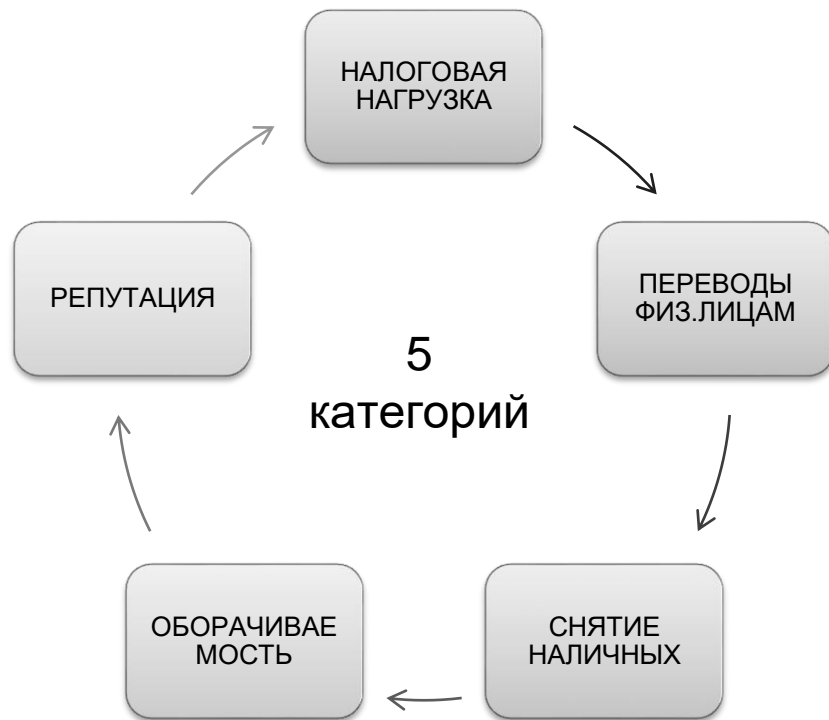 НАЛОГОВАЯ
НАГРУЗКА
ПЕРЕВОДЫ
ФИЗ.ЛИЦАМ
СНЯТИЕ
НАЛИЧНЫХ
ОБОРАЧИВАЕ
МОСТЬ
РЕПУТАЦИЯ
5
категорий